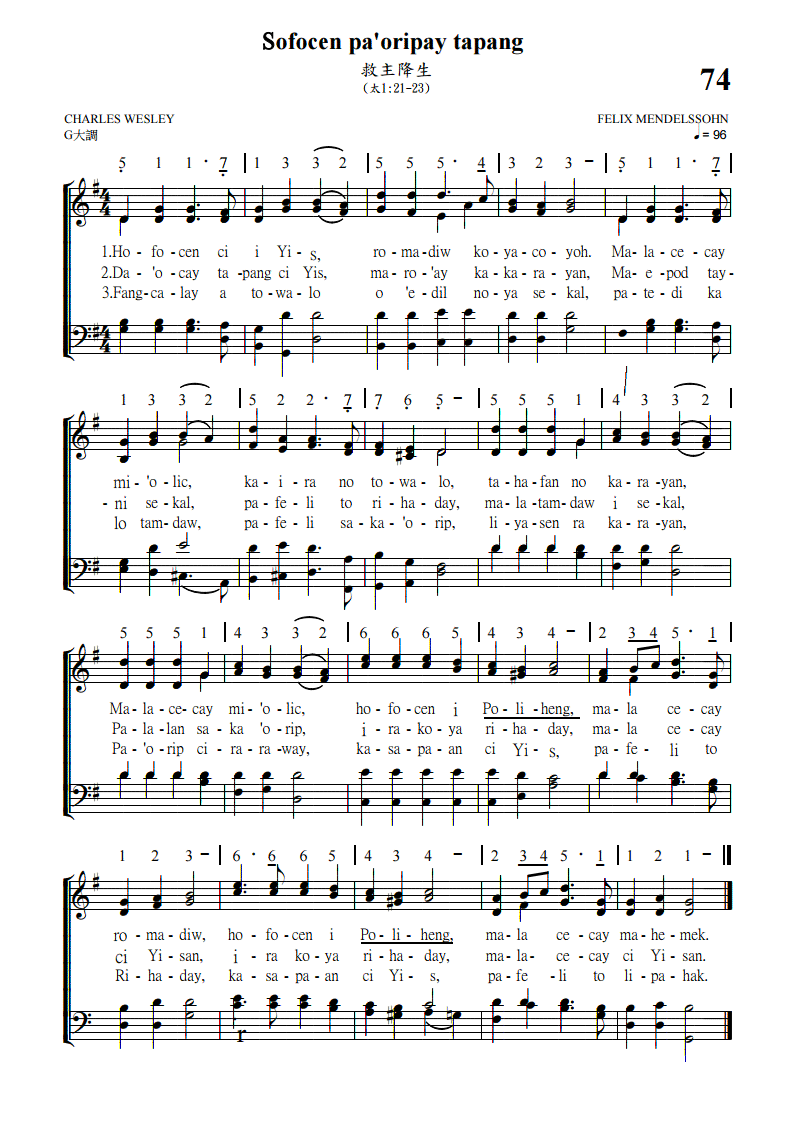 Sofocen pa'oripay tapang
救主降生
(太1:21-23)
74
CHARLES WESLEY
FELIX MENDELSSOHN
G大調
♩= 96
5 1 1 · 7 | 1 3 3 2 | 5 5 5 · 4 | 3 2 3 – | 5 1 1 · 7 |
1.Ho - fo-cen ci i Yi-s, ro-ma-diw ko-ya-co-yoh. Ma-la-ce-cay
2.Da - 'o-cay ta-pang ci Yis, ma-ro-'ay ka-ka-ra-yan, Ma-e-pod tay-
3.Fang-ca-lay a to-wa-lo o 'e-dil no-ya se-kal, pa-te-di ka
1 3 3 2 | 5 2 2 · 7 | 7 6 5 – | 5 5 5 1 | 4 3 3 2 |
mi-'o-lic, ka-i-ra no to-wa-lo, ta-ha-fan no ka-ra-yan,
- ni se-kal, pa-fe-li to ri-ha-day, ma-la-tam-daw i se-kal,
lo tam-daw, pa-fe-li sa-ka-'o-rip, li-ya-sen ra ka-ra-yan,
5 5 5 1 | 4 3 3 2 | 6 6 6 5 | 4 3 4 – | 2 3 4 5 · 1 |
Ma-la-ce-cay mi-'o-lic, ho-fo-cen i Po-li-heng, ma-la ce-cay
Pa-la-lan sa-ka 'o-rip, i-ra-ko-ya ri-ha-day, ma-la ce-cay
Pa-'o-rip ci-ra-ra-way, ka-sa-pa-an ci Yi-s, pa-fe-li to
1 2 3 – | 6 · 6 6 5 | 4 3 4 – | 2 3 4 5 · 1 | 1 2 1 – ||
ro-ma-diw, ho-fo-cen i Po-li-heng, ma-la ce-cay ma-he-mek.
ci Yi-san, i-ra ko-ya ri-ha-day, ma-la-ce-cay ci Yi-san.
Ri-ha-day, ka-sa-pa-an ci Yi-s, pa-fe-li to li-pa-hak.
r